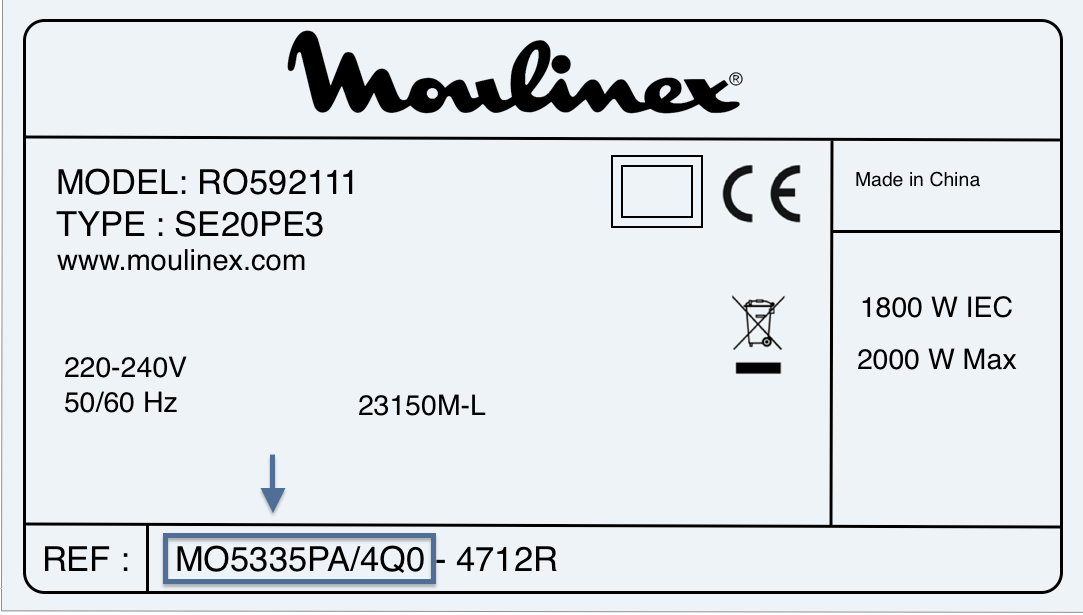 Moulinex®
MODEL: RO592111
TYPE : SE20PE3
www.moulinex.com
CE
Made in China
1800 W IEC
2000 W Max
220-240V
50/60 Hz
23150M-L
REF : MO5335PA/4Q0 - 4712R